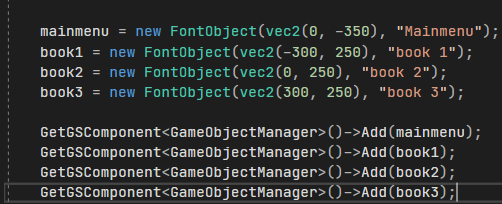 mainmenu = new FontObject(vec2(0, -350), "Mainmenu");
book1 = new FontObject(vec2(-300, 250), "book 1");
book2 = new FontObject(vec2(0, 250), "book 2");
book3 = new FontObject(vec2(300, 250), "book 3");
GetGSComponent<GameObjectManager>()->Add(mainmenu);
GetGSComponent<GameObjectManager>()->Add(book1);
GetGSComponent<GameObjectManager>()->Add(book2);
GetGSComponent<GameObjectManager>()->Add(book3);